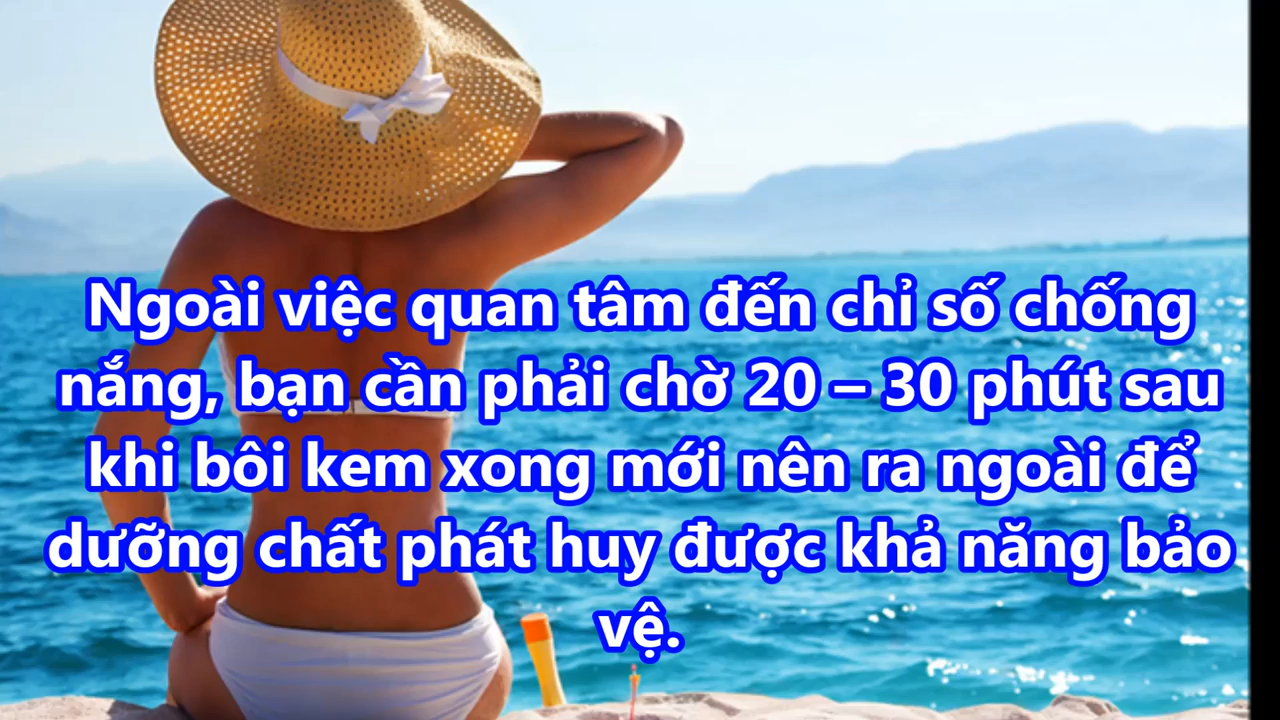 Ngoài việc quan tâm đến chỉ số chống
nắng, bạn cần phải chờ 20 – 30 phút sau
khi bôi kem xong mới nên ra ngoài để
dưỡng chất phát huy được khả năng bảo
vệ.